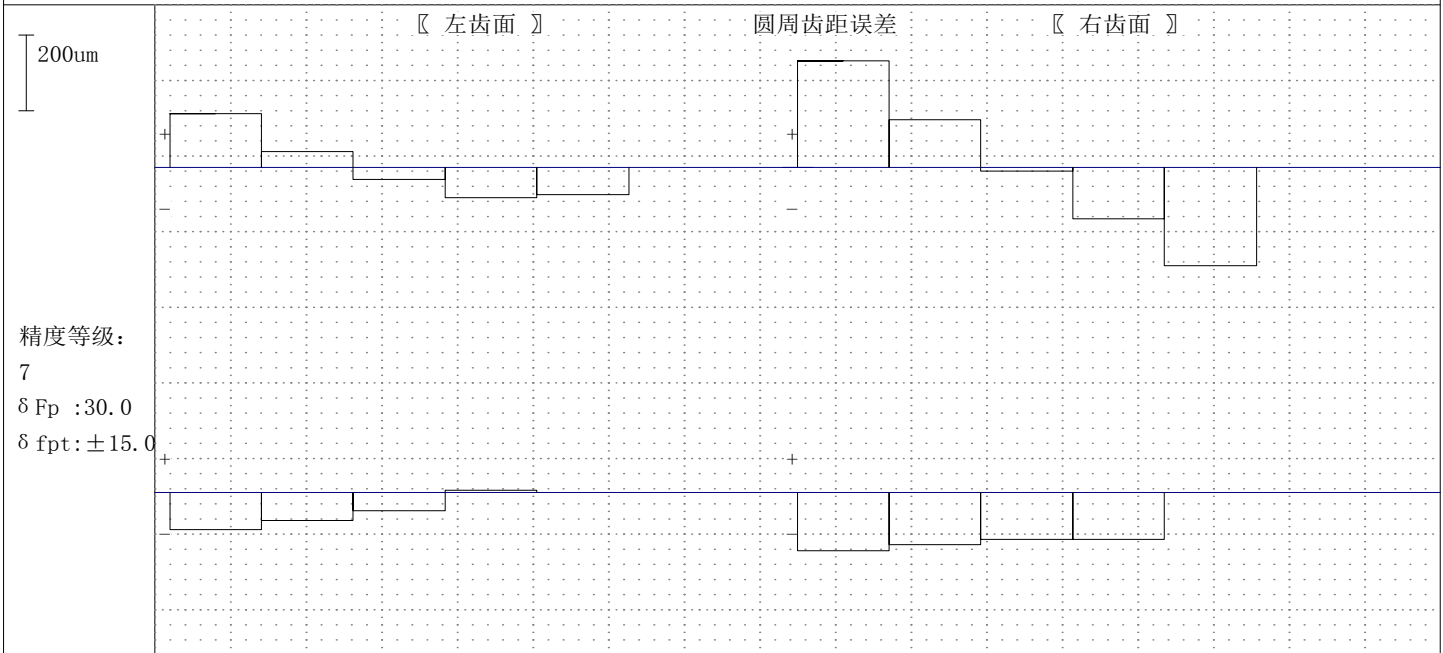 〖 左齿面 〗 圆周齿距误差 〖 右齿面 〗
200um
+ +
- -
精度等级:
7
δFp :30.0
δfpt:±15.0
+ +
- -